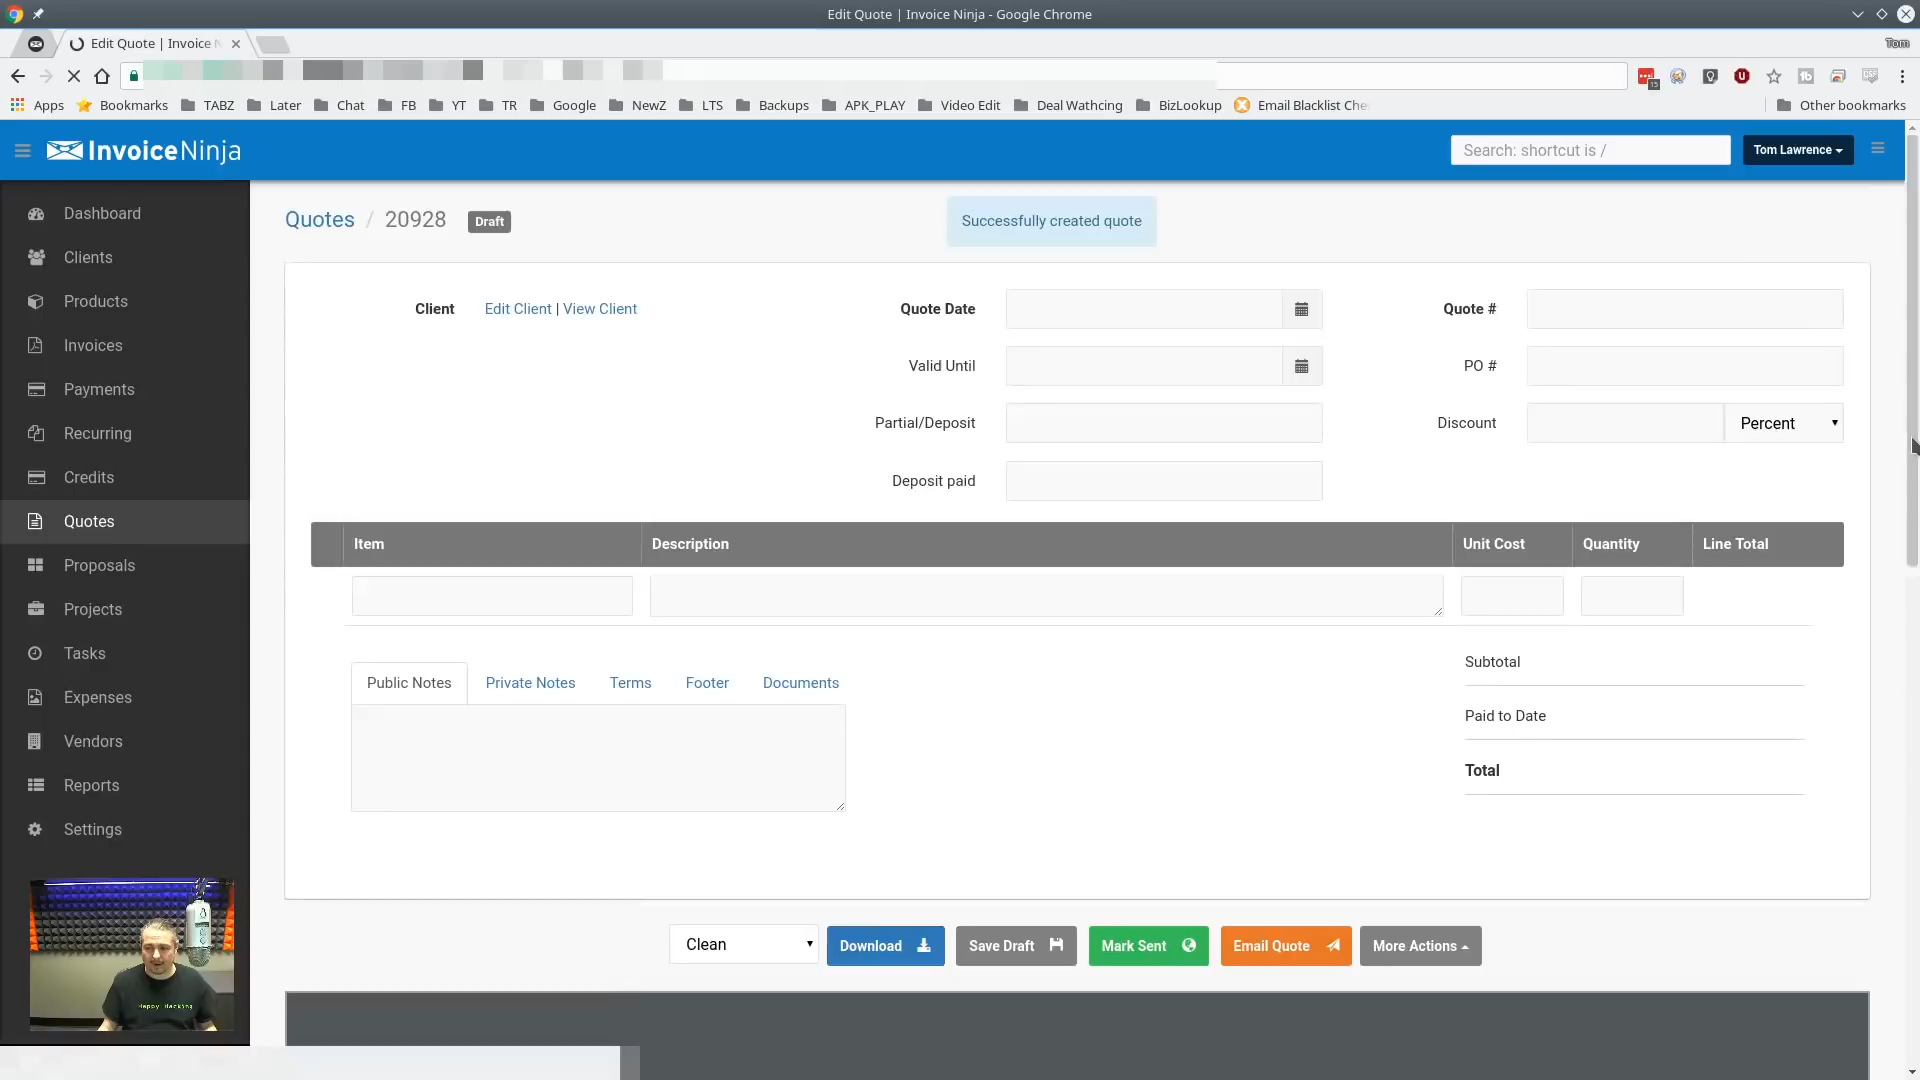 Edit Quote | Invoice Ninja - Google Chrome
Edit Quote | Invoice N
Tom
15
Apps Bookmarks TABZ Later Chat FB YT TR Google NewZ LTS Backups APK_PLAY Video Edit Deal Wathcing BizLookup Email Blacklist Che Other bookmarks
InvoiceNinja Search: shortcut is / Tom Lawrence
Dashboard
Clients
Products
Invoices
Payments
Recurring
Credits
Quotes
Proposals
Projects
Tasks
Expenses
Vendors
Reports
Settings
Quotes / 20928 Draft Successfully created quote
Client Edit Client | View Client Quote Date Quote #
Valid Until PO #
Partial/Deposit Discount Percent
Deposit paid
Item Description Unit Cost Quantity Line Total
Subtotal
Public Notes Private Notes Terms Footer Documents
Paid to Date
Total
Clean Download Save Draft Mark Sent Email Quote More Actions
Happy Hacking